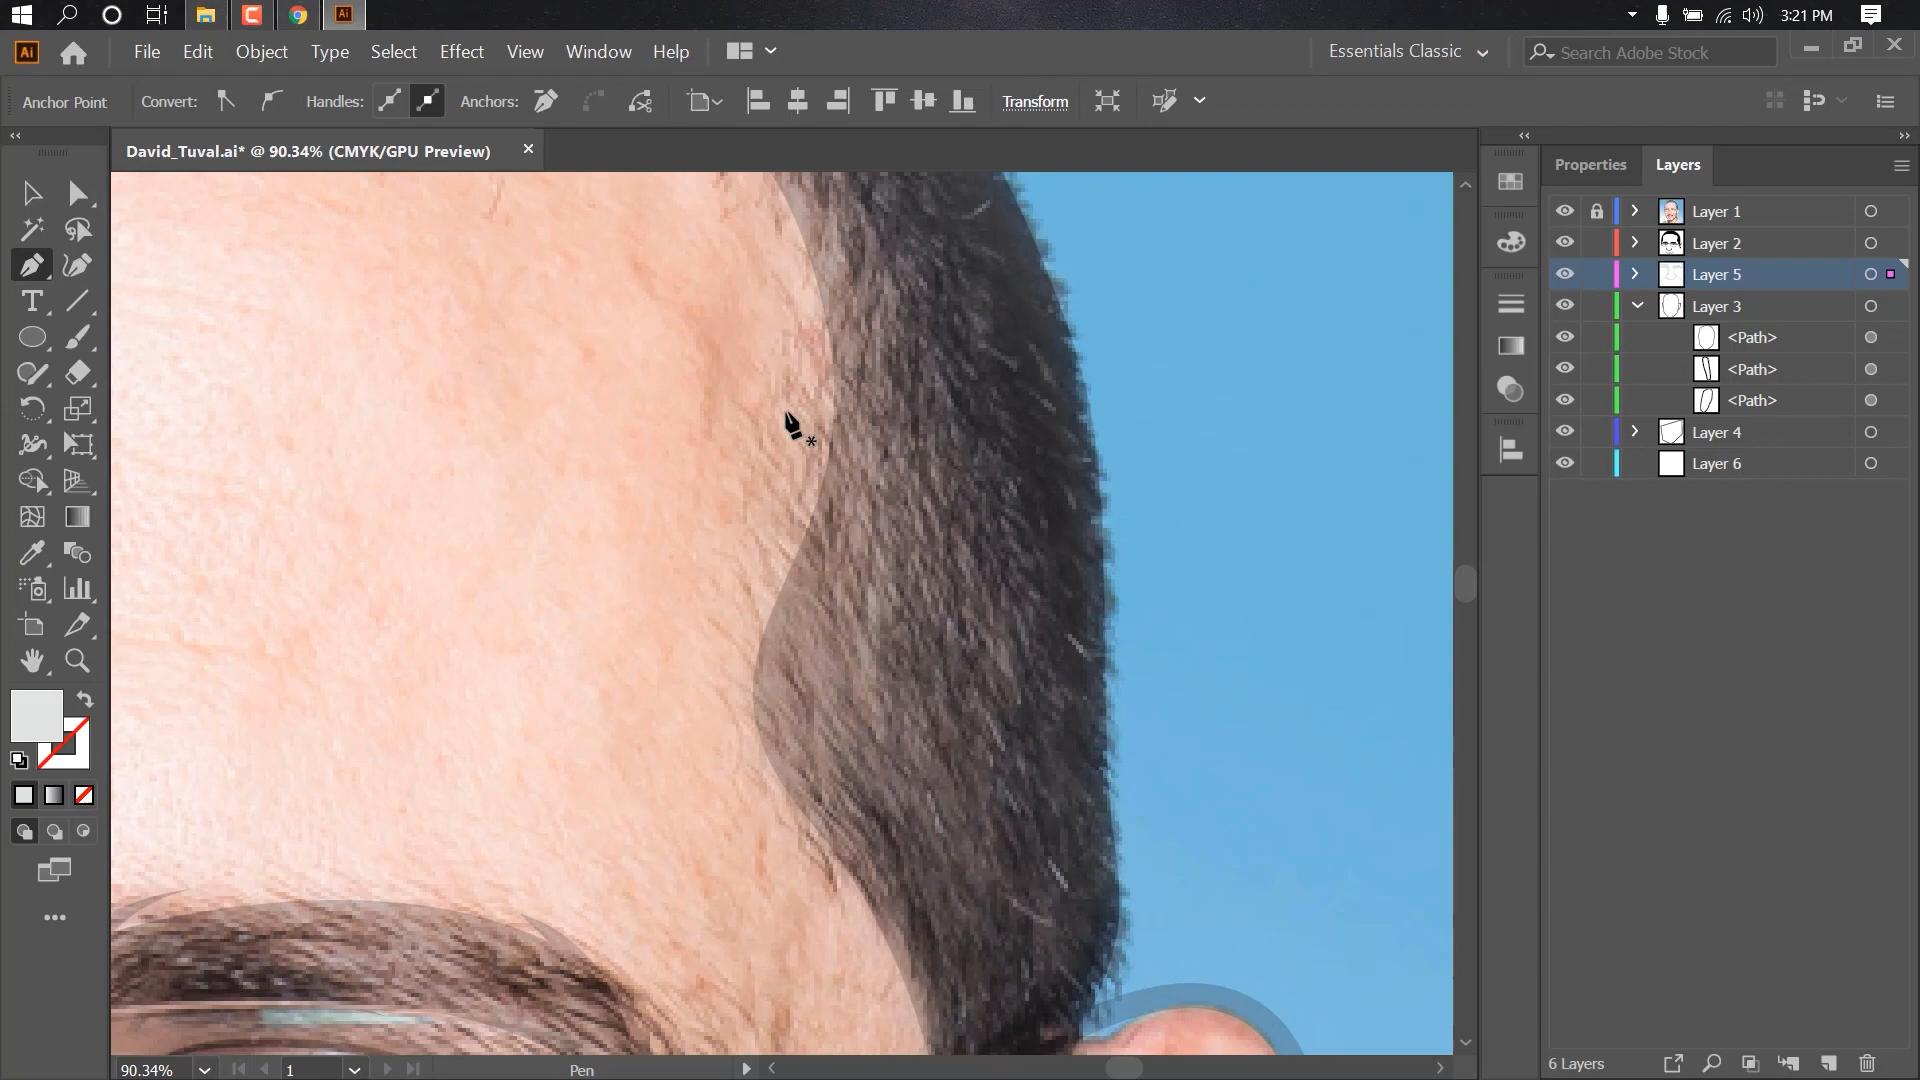 Ai
3:21 PM
Ai
File Edit Object Type Select Effect View Window Help
Essentials Classic
Search Adobe Stock
Anchor Point
Convert:
Handles:
Anchors:
Transform
David_Tuval.ai* @ 90.34% (CMYK/GPU Preview)
Properties
Layers
Layer 1
Layer 2
Layer 5
Layer 3
<Path>
<Path>
<Path>
Layer 4
Layer 6
90.34%
1
Pen
6 Layers